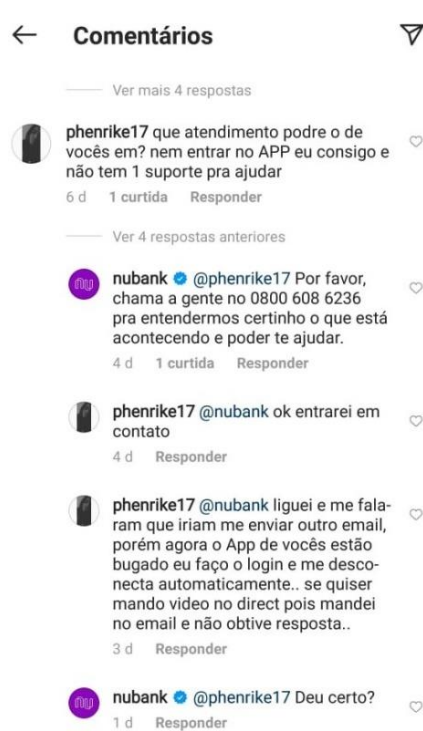 Comentários
Ver mais 4 respostas
phenrike17 que atendimento podre o de
vocês em? nem entrar no APP eu consigo e
não tem 1 suporte pra ajudar
6 d 1 curtida Responder
Ver 4 respostas anteriores
nubank @phenrike17 Por favor,
chama a gente no 0800 608 6236
pra entendermos certinho o que está
acontecendo e poder te ajudar.
4 d 1 curtida Responder
phenrike17 @nubank ok entrarei em
contato
4 d Responder
phenrike17 @nubank liguei e me fala-
ram que iriam me enviar outro email,
porém agora o App de vocês estão
bugado eu faço o login e me desco-
necta automaticamente.. se quiser
mando video no direct pois mandei
no email e não obtive resposta..
3 d Responder
nubank @phenrike17 Deu certo?
1 d Responder